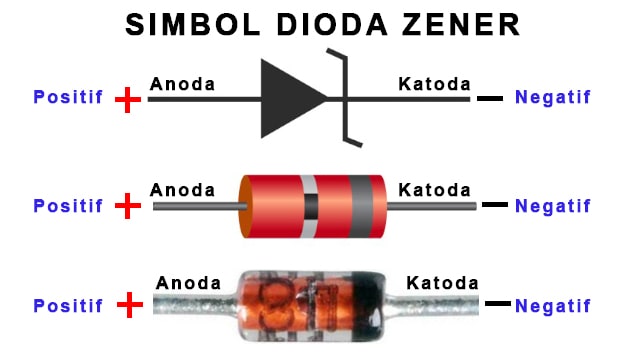 SIMBOL DIODA ZENER
Positif + Anoda Katoda — Negatif
Positif + Anoda Katoda — Negatif
Positif + Anoda Katoda — Negatif